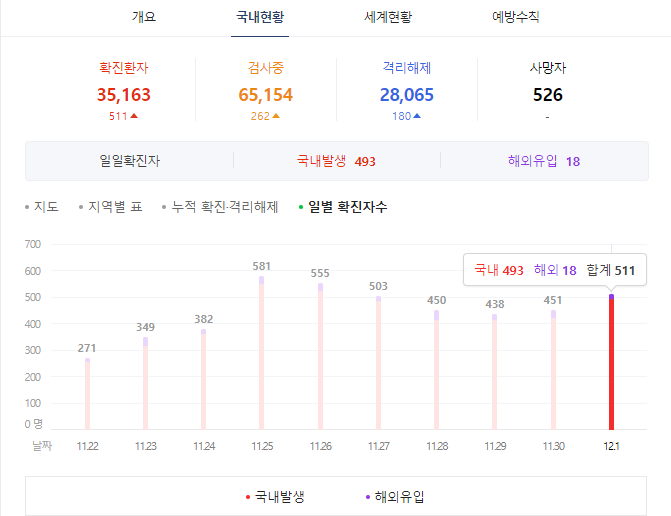 개요 국내현황 세계현황 예방수칙
확진환자 검사중 격리해제 사망자
35,163 65,154 28,065 526
511▲ 262▲ 180▲ -
일일확진자 국내발생 493 해외유입 18
지도 지역별 표 누적 확진·격리해제 일별 확진자수
700
600
500
400
300
200
100
0 명
국내 493 해외 18 합계 511
271 349 382 581 555 503 450 438 451
날짜 11.22 11.23 11.24 11.25 11.26 11.27 11.28 11.29 11.30 12.1
국내발생 해외유입